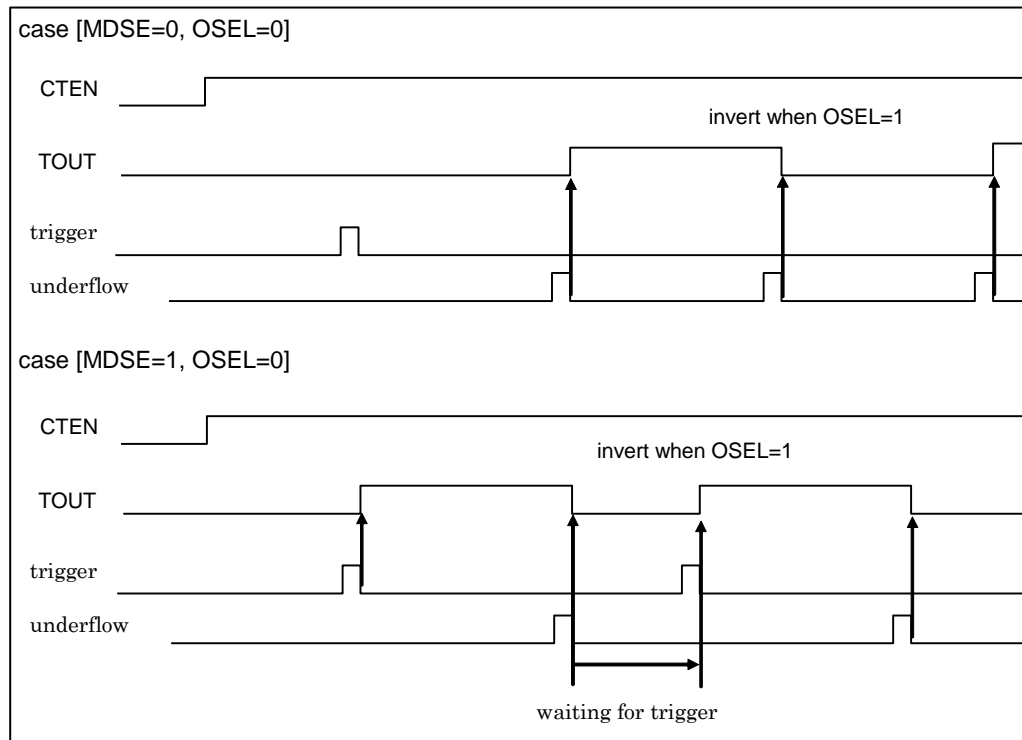 case [MDSE=0, OSEL=0]
CTEN
invert when OSEL=1
TOUT
trigger
underflow
case [MDSE=1, OSEL=0]
CTEN
invert when OSEL=1
TOUT
trigger
underflow
waiting for trigger